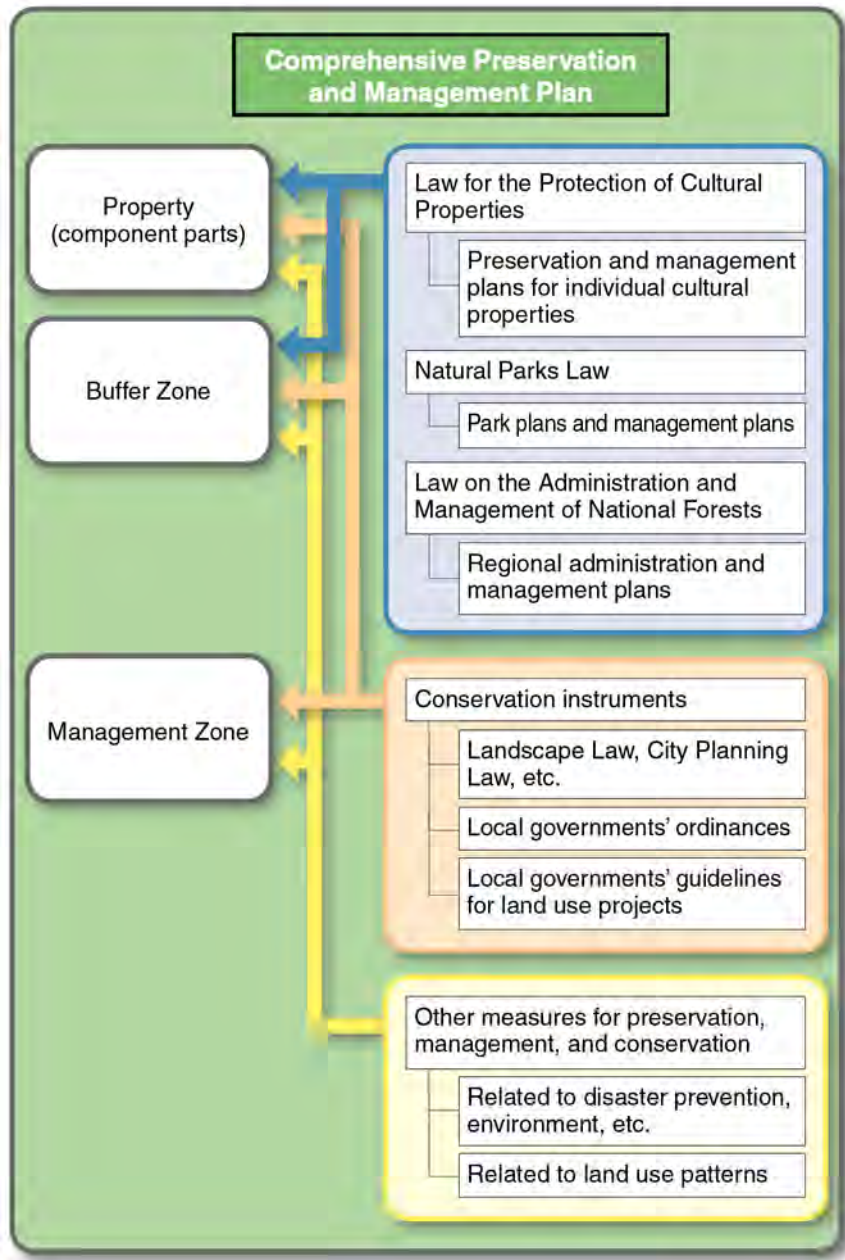 Comprehensive Preservation
and Management Plan
Property
(component parts)
Buffer Zone
Management Zone
Law for the Protection of Cultural
Properties
Preservation and management
plans for individual cultural
properties
Natural Parks Law
Park plans and management plans
Law on the Administration and
Management of National Forests
Regional administration and
management plans
Conservation instruments
Landscape Law, City Planning
Law, etc.
Local governments’ ordinances
Local governments’ guidelines
for land use projects
Other measures for preservation,
management, and conservation
Related to disaster prevention,
environment, etc.
Related to land use patterns